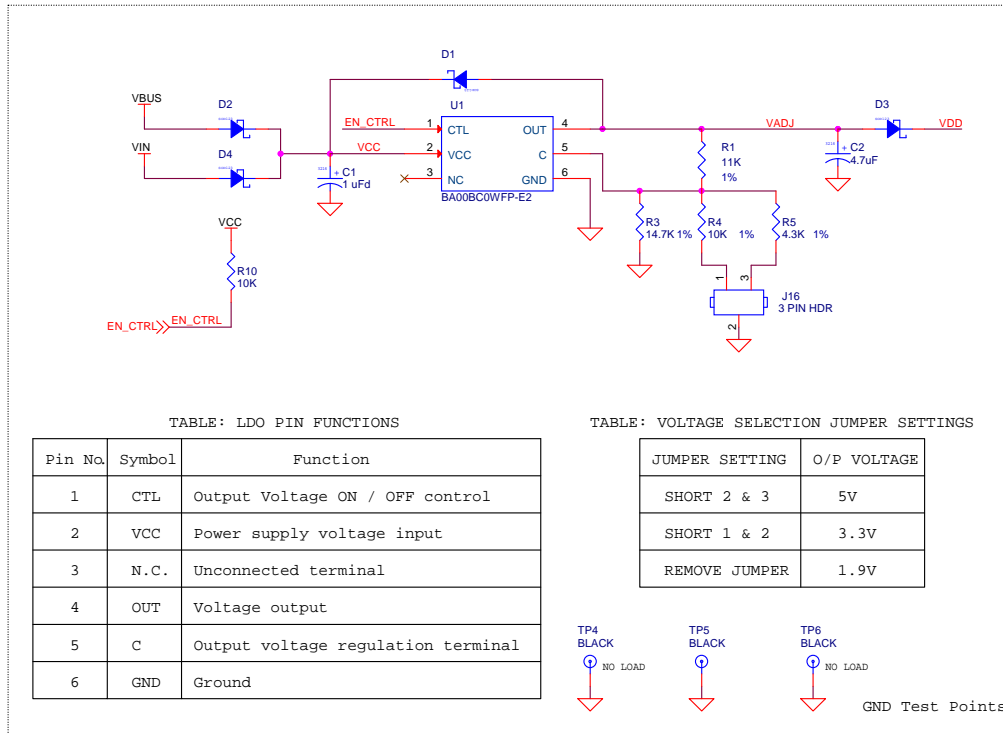 D1
VBUS
D2
U1
D3
EN_CTRL
1
CTL
OUT
4
VADJ
VDD
VIN
D4
VCC
2
VCC
C
5
R1
11K
1%
+ C2
4.7uF
+ C1
1 uFd
3
NC
GND
6
BA00BC0WFP-E2
VCC
R3
14.7K 1%
R4
10K 1%
R5
4.3K 1%
R10
10K
1
3
J16
3 PIN HDR
2
EN_CTRL
EN_CTRL
TABLE: LDO PIN FUNCTIONS
Pin No. Symbol Function
1 CTL Output Voltage ON / OFF control
2 VCC Power supply voltage input
3 N.C. Unconnected terminal
4 OUT Voltage output
5 C Output voltage regulation terminal
6 GND Ground
TABLE: VOLTAGE SELECTION JUMPER SETTINGS
JUMPER SETTING O/P VOLTAGE
SHORT 2 & 3 5V
SHORT 1 & 2 3.3V
REMOVE JUMPER 1.9V
TP4
BLACK
NO LOAD
TP5
BLACK
TP6
BLACK
NO LOAD
GND Test Points